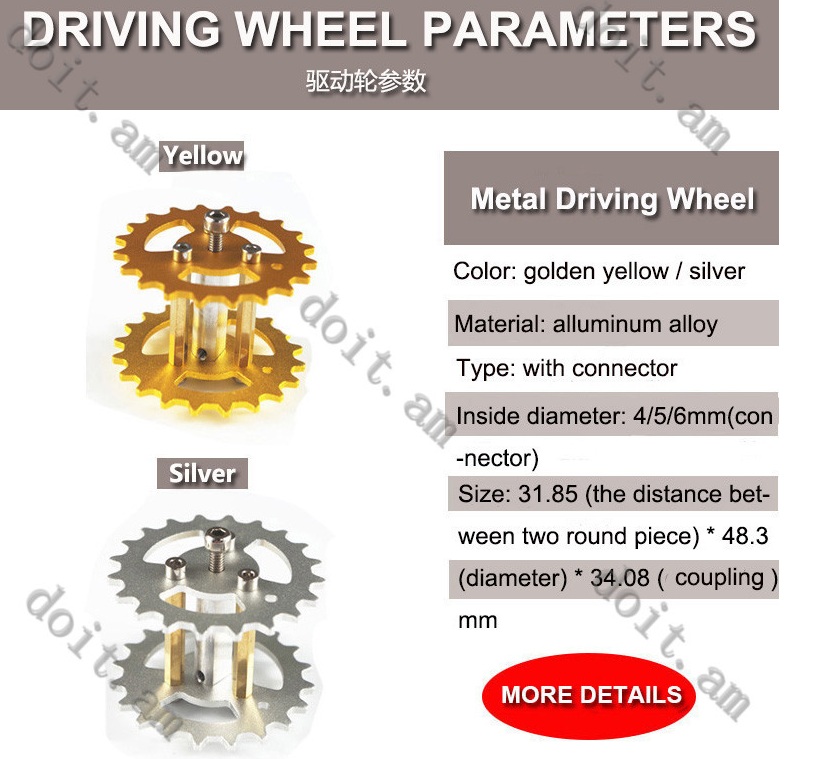 DRIVING WHEEL PARAMETERS
驱动轮参数
Yellow
Metal Driving Wheel
Color: golden yellow / silver
Material: alluminum alloy
Type: with connector
Inside diameter: 4/5/6mm(con
-nector)
Silver
Size: 31.85 (the distance bet-
ween two round piece) * 48.3
(diameter) * 34.08 ( coupling )
mm
MORE DETAILS
doit.am
doit.am
doit.am
doit.am
doit.am